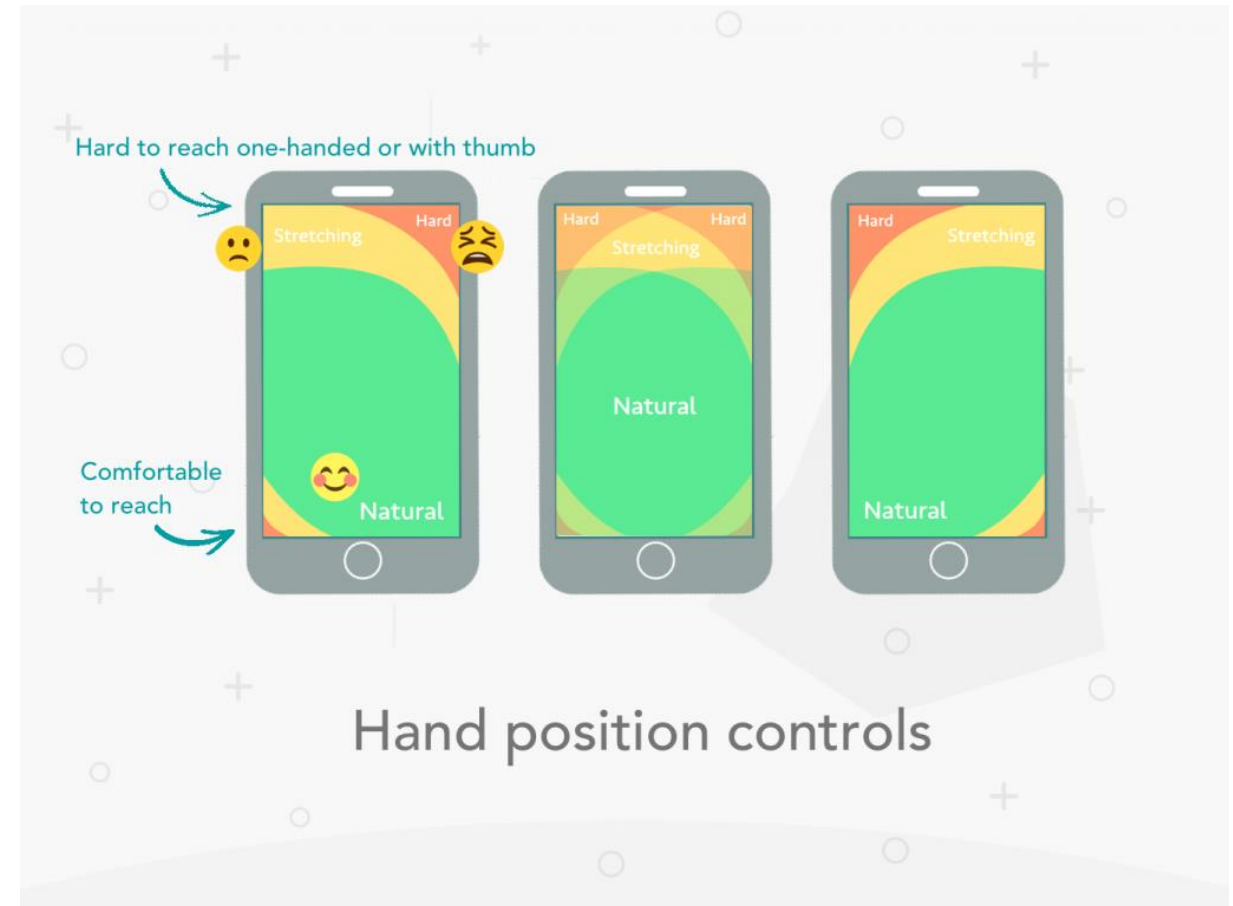 Hard to reach one-handed or with thumb
Hard
Stretching
Hard
Hard
Stretching
Hard
Stretching
Natural
Comfortable
to reach
Natural
Natural
Hand position controls